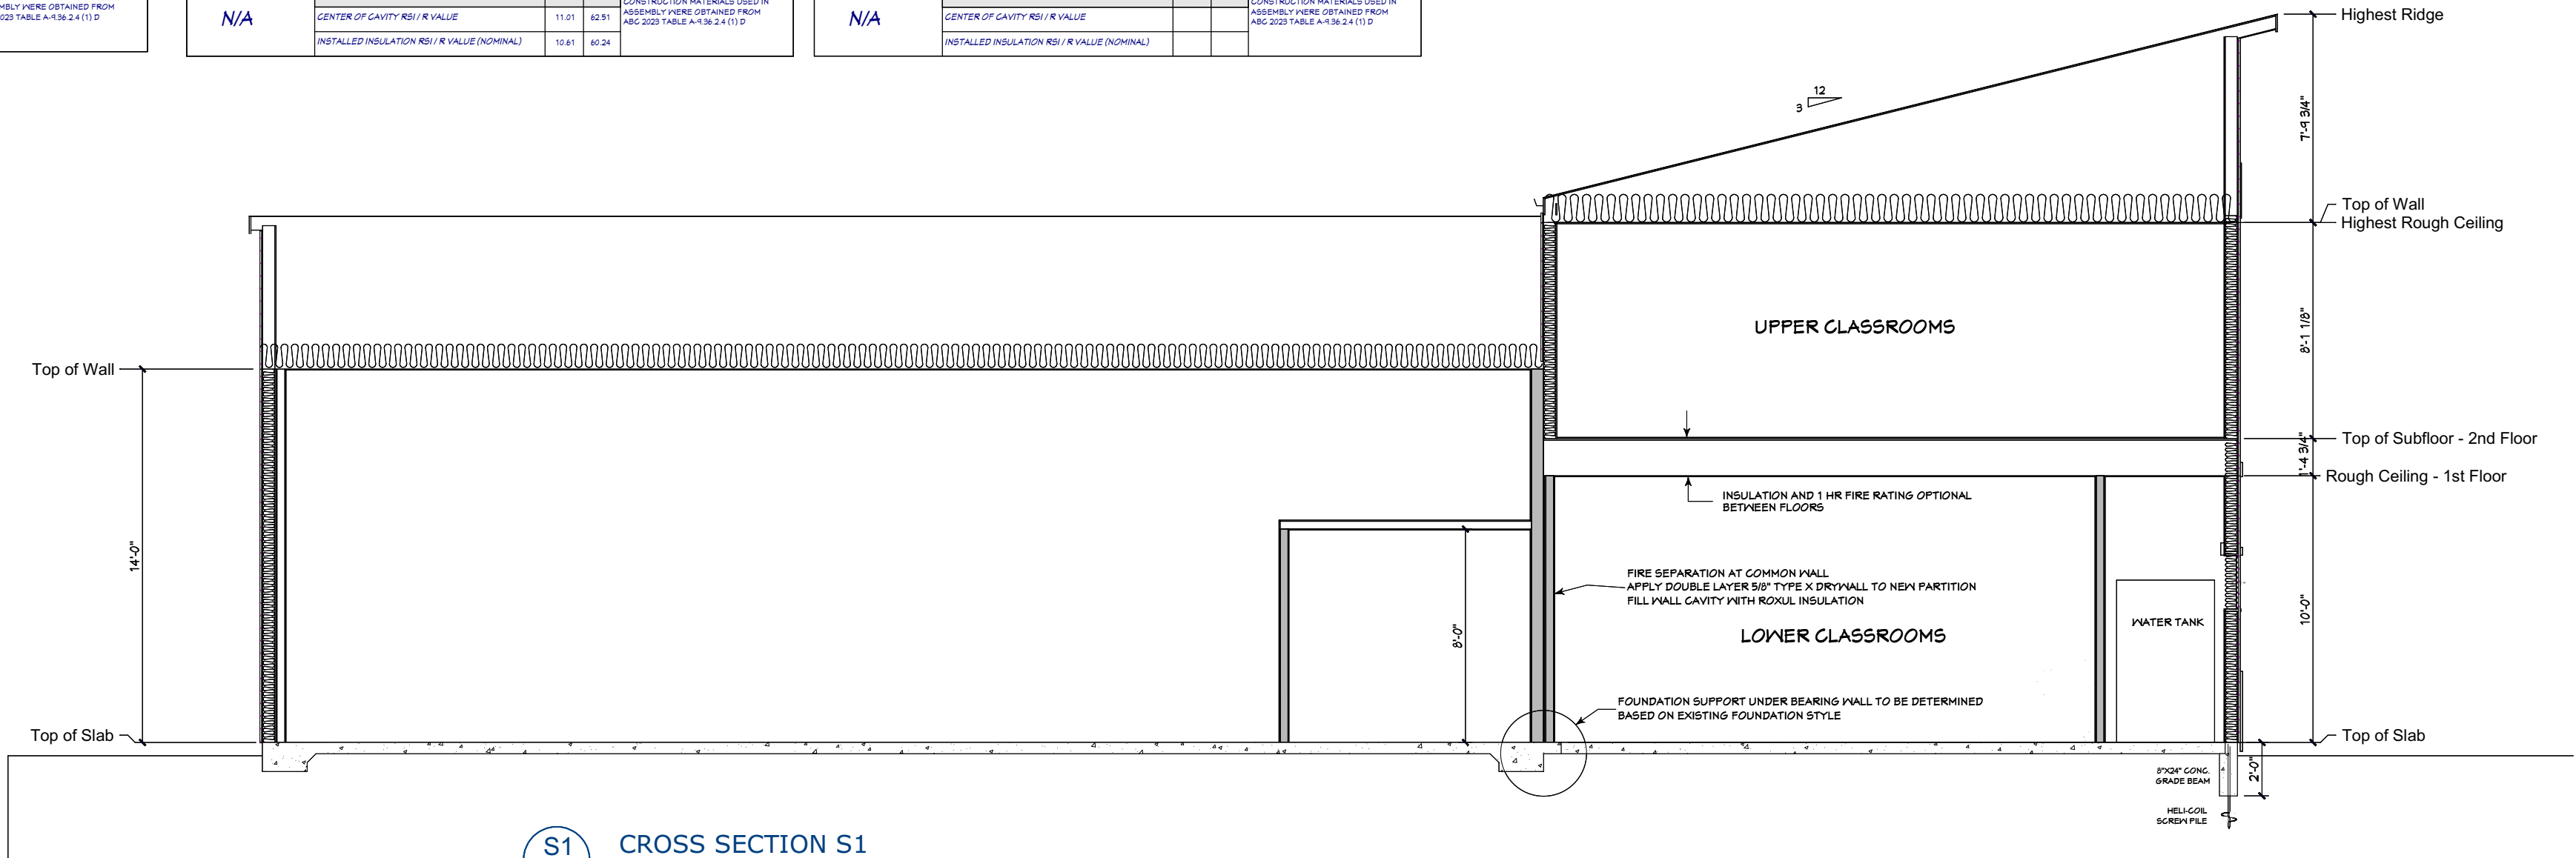 MBLY WERE OBTAINED FROM
023 TABLE A-9.36.2.4 (1) D
N/A
CENTER OF CAVITY RSI / R VALUE
11.01
62.51
INSTALLED INSULATION RSI / R VALUE (NOMINAL)
10.61
60.24
CONSTRUCTION MATERIALS USED IN
ASSEMBLY WERE OBTAINED FROM
ABC 2023 TABLE A-9.36.2.4 (1) D
N/A
CENTER OF CAVITY RSI / R VALUE
INSTALLED INSULATION RSI / R VALUE (NOMINAL)
CONSTRUCTION MATERIALS USED IN
ASSEMBLY WERE OBTAINED FROM
ABC 2023 TABLE A-9.36.2.4 (1) D
Highest Ridge
12
3
7'-9 3/4"
Top of Wall
Highest Rough Ceiling
UPPER CLASSROOMS
8'-1 1/8"
Top of Wall
Top of Subfloor - 2nd Floor
1'-4 3/4"
Rough Ceiling - 1st Floor
INSULATION AND 1 HR FIRE RATING OPTIONAL
BETWEEN FLOORS
14'-0"
FIRE SEPARATION AT COMMON WALL
APPLY DOUBLE LAYER 5/8" TYPE X DRYWALL TO NEW PARTITION
FILL WALL CAVITY WITH ROXUL INSULATION
8'-0"
LOWER CLASSROOMS
WATER TANK
10'-0"
FOUNDATION SUPPORT UNDER BEARING WALL TO BE DETERMINED
BASED ON EXISTING FOUNDATION STYLE
Top of Slab
Top of Slab
8"X24" CONC.
GRADE BEAM
2'-0"
HELI-COIL
SCREW PILE
S1
CROSS SECTION S1